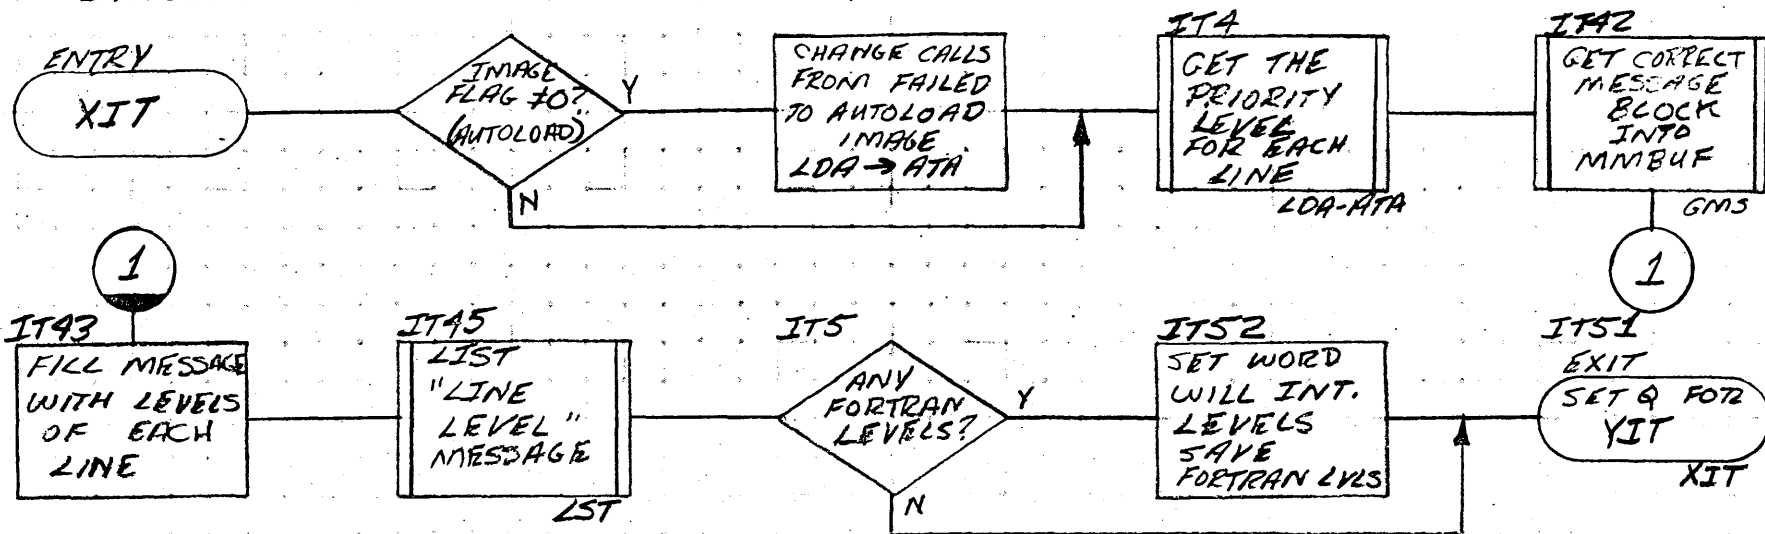 ENTRY
XIT
IMAGE
FLAG ≠0?
(AUTOLOAD)
Y
N
CHANGE CALLS
FROM FAILED
TO AUTOLOAD
IMAGE
LDA → ATA
IT4
GET THE
PRIORITY
LEVEL
FOR EACH
LINE
LDA-ATA
IT42
GET CORRECT
MESSAGE
BLOCK
INTO
MMBUF
GMS
1
1
IT43
FILL MESSAGE
WITH LEVELS
OF EACH
LINE
IT45
LIST
"LINE
LEVEL"
MESSAGE
LST
IT5
ANY
FORTRAN
LEVELS?
Y
N
IT52
SET WORD
WILL INT.
LEVELS
SAVE
FORTRAN LVLS
IT51
EXIT
SET Q FOR
YIT
XIT